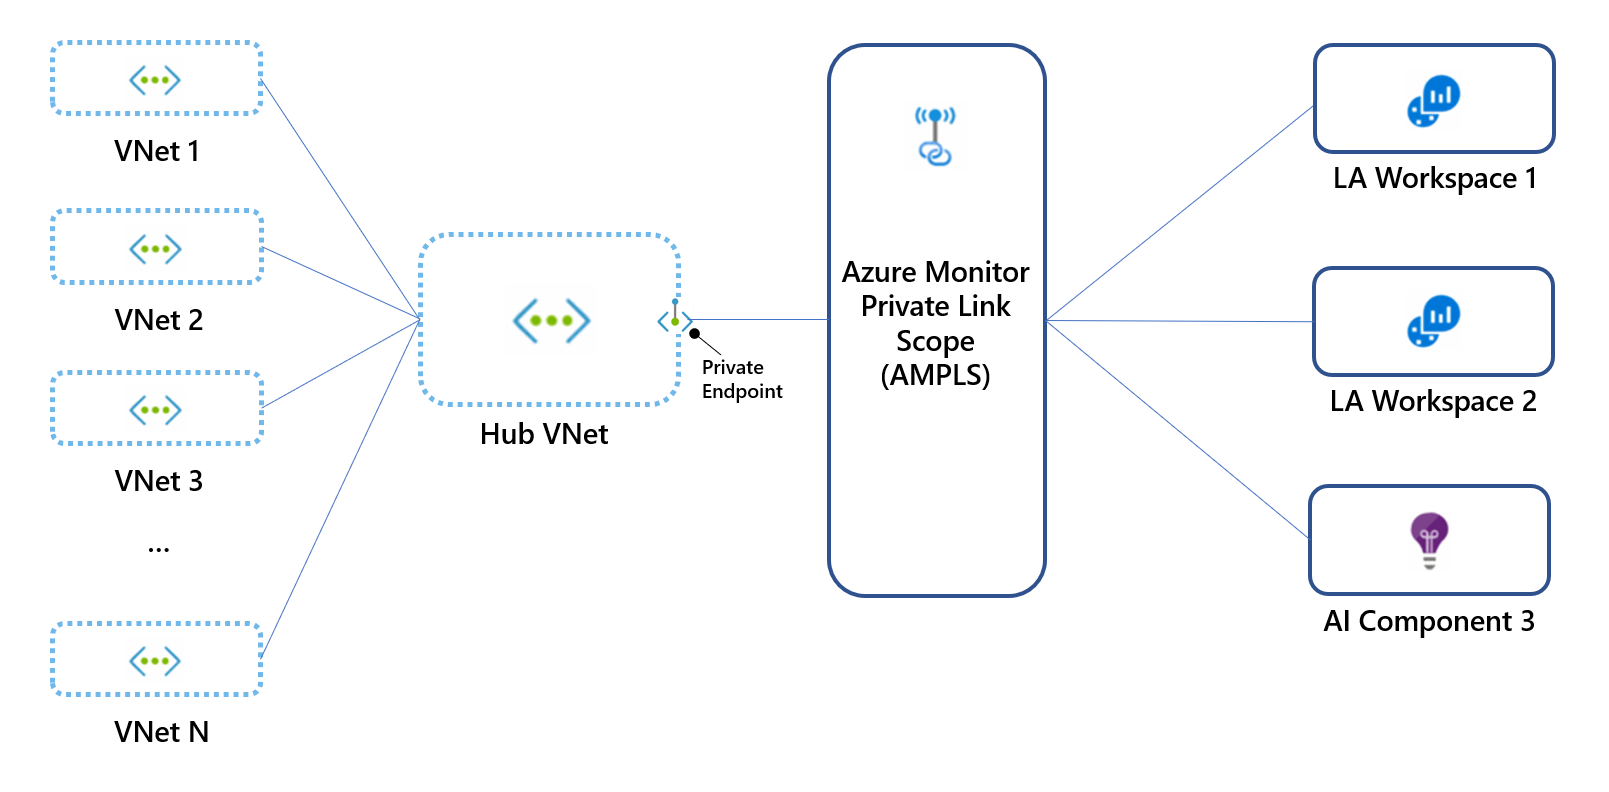 VNet 1
VNet 2
VNet 3
...
VNet N
Hub VNet
Private
Endpoint
Azure Monitor
Private Link
Scope
(AMPLS)
LA Workspace 1
LA Workspace 2
AI Component 3